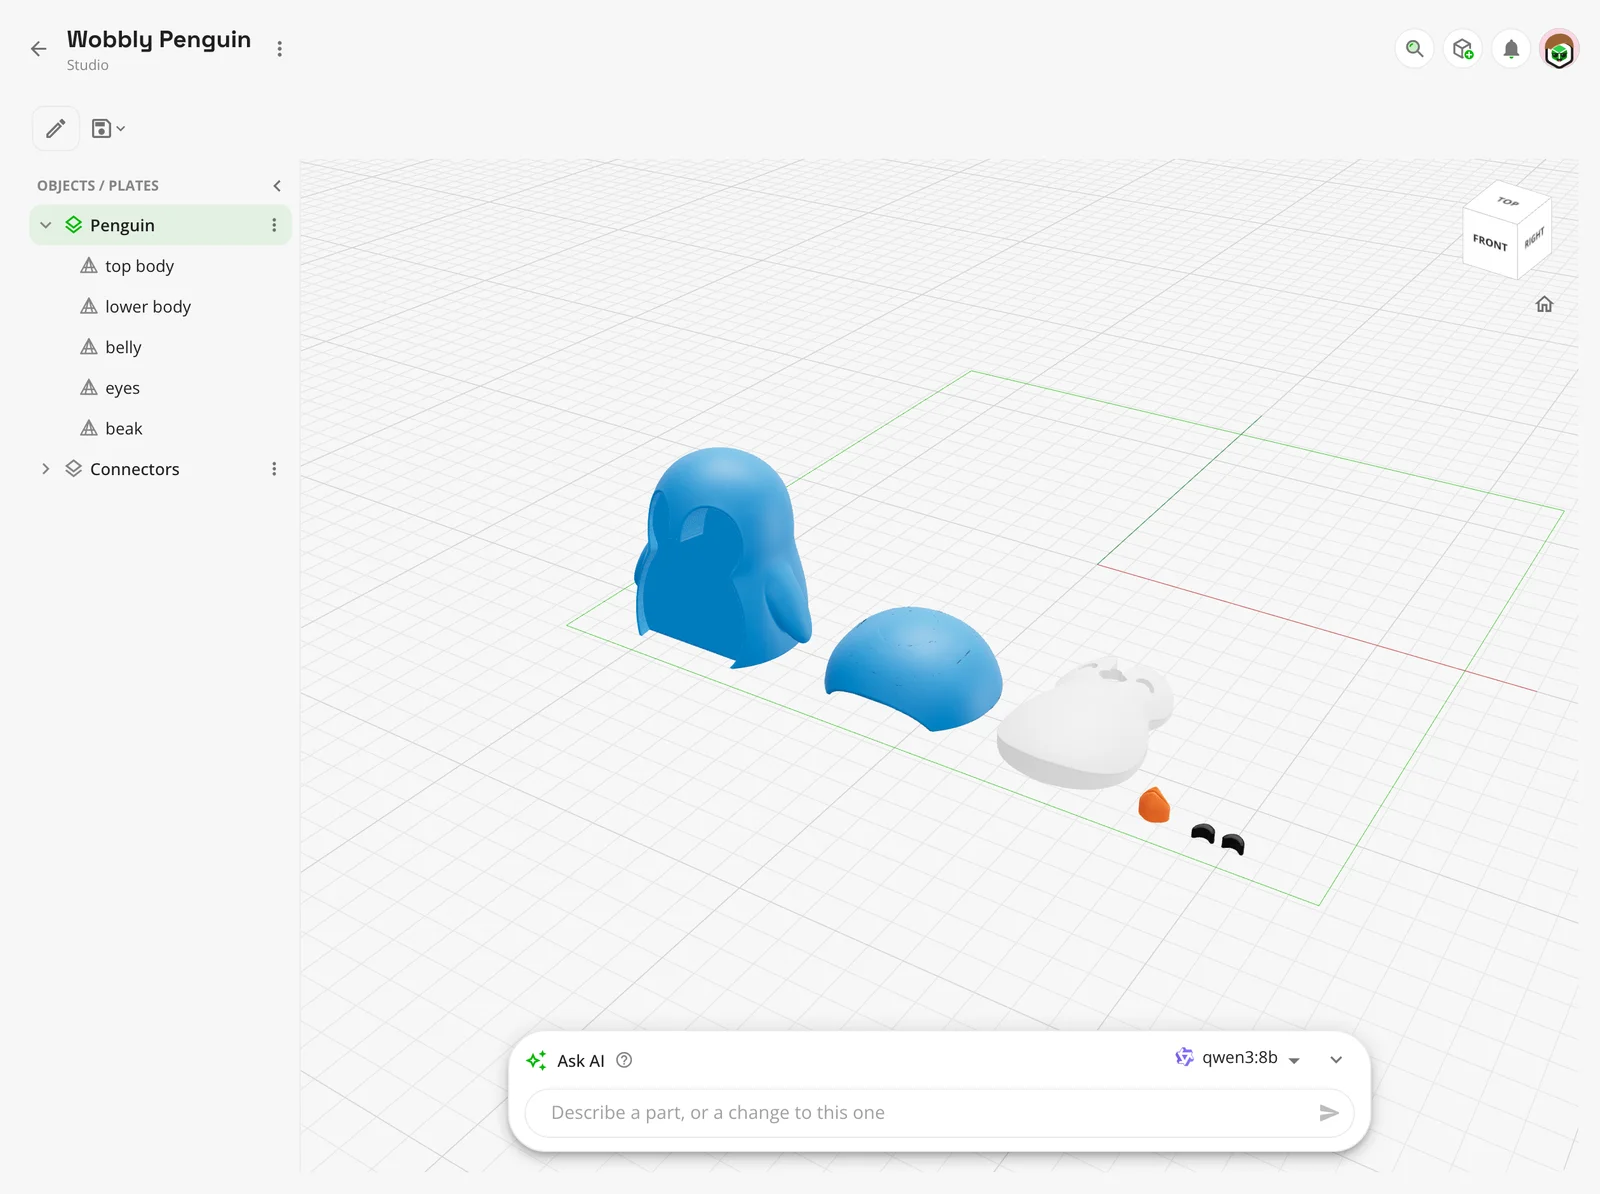 Wobbly Penguin
Studio
OBJECTS / PLATES
Penguin
top body
lower body
belly
eyes
beak
Connectors
TOP
FRONT
RIGHT
Ask AI
qwen3:8b
Describe a part, or a change to this one